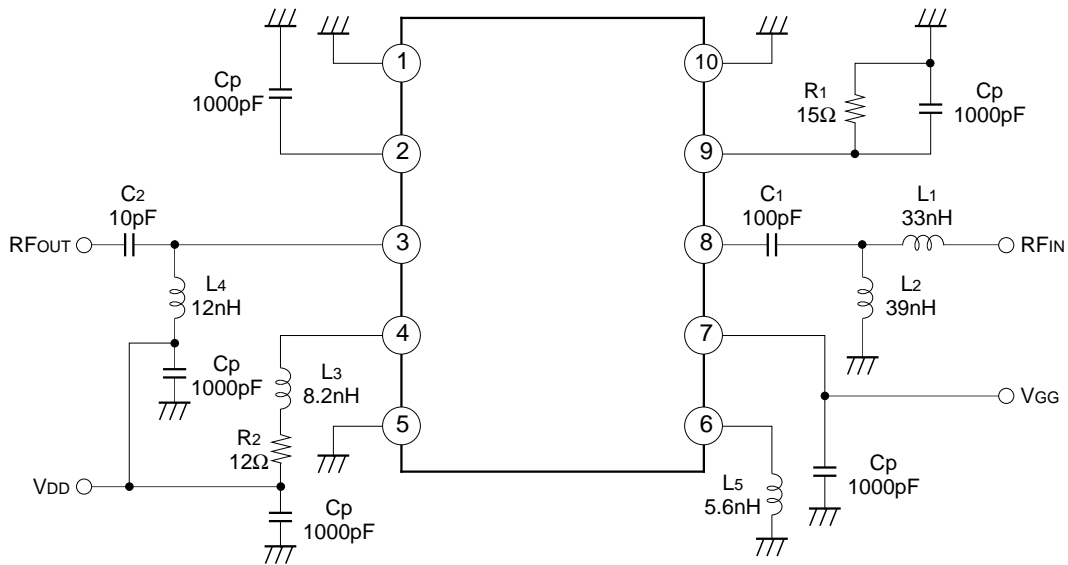 1
10
Cp
1000pF
R1
15Ω
Cp
1000pF
2
9
C2
10pF
C1
100pF
L1
33nH
RFOUT
3
8
RFIN
L4
12nH
L2
39nH
4
7
Cp
1000pF
L3
8.2nH
VGG
5
6
R2
12Ω
VDD
Cp
1000pF
L5
5.6nH
Cp
1000pF